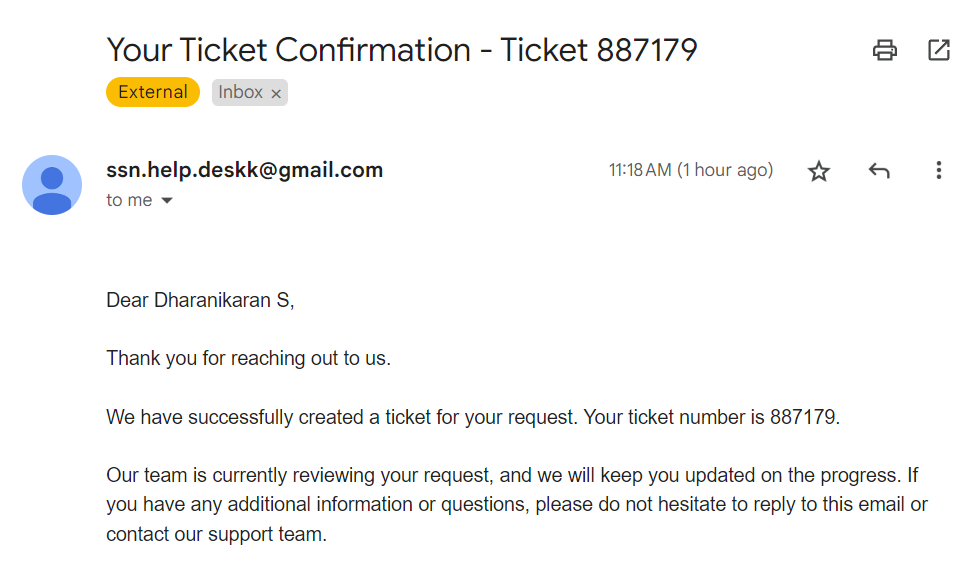 Your Ticket Confirmation - Ticket 887179
External Inbox ×
ssn.help.deskk@gmail.com 11:18 AM (1 hour ago)
to me
Dear Dharanikaran S,
Thank you for reaching out to us.
We have successfully created a ticket for your request. Your ticket number is 887179.
Our team is currently reviewing your request, and we will keep you updated on the progress. If
you have any additional information or questions, please do not hesitate to reply to this email or
contact our support team.